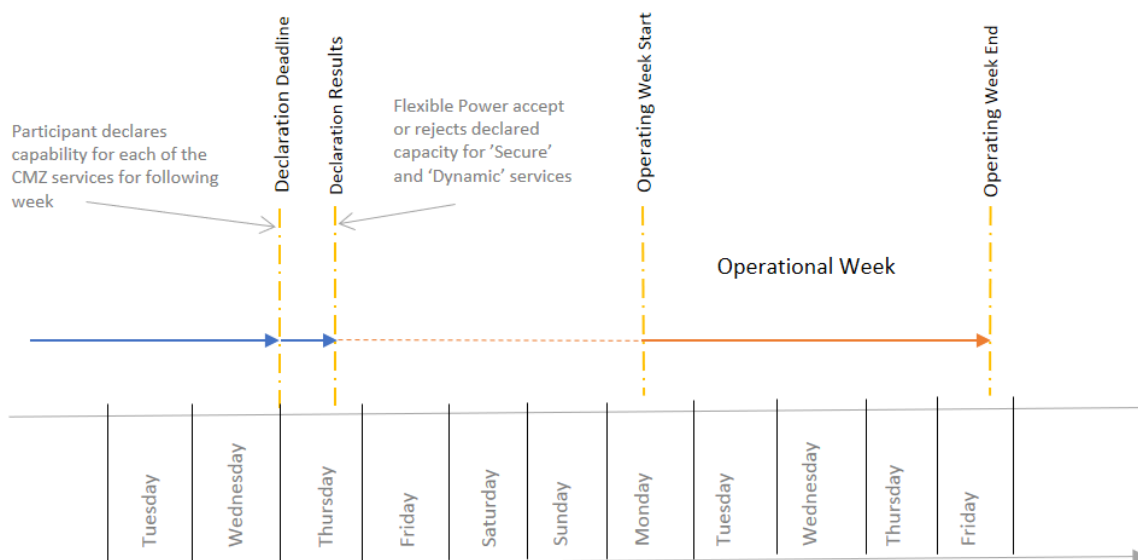 Participant declares
capability for each of the
CMZ services for following
week
Declaration Deadline
Declaration Results
Flexible Power accept
or rejects declared
capacity for ’Secure’
and ‘Dynamic’ services
Operating Week Start
Operating Week End
Operational Week
Tuesday
Wednesday
Thursday
Friday
Saturday
Sunday
Monday
Tuesday
Wednesday
Thursday
Friday